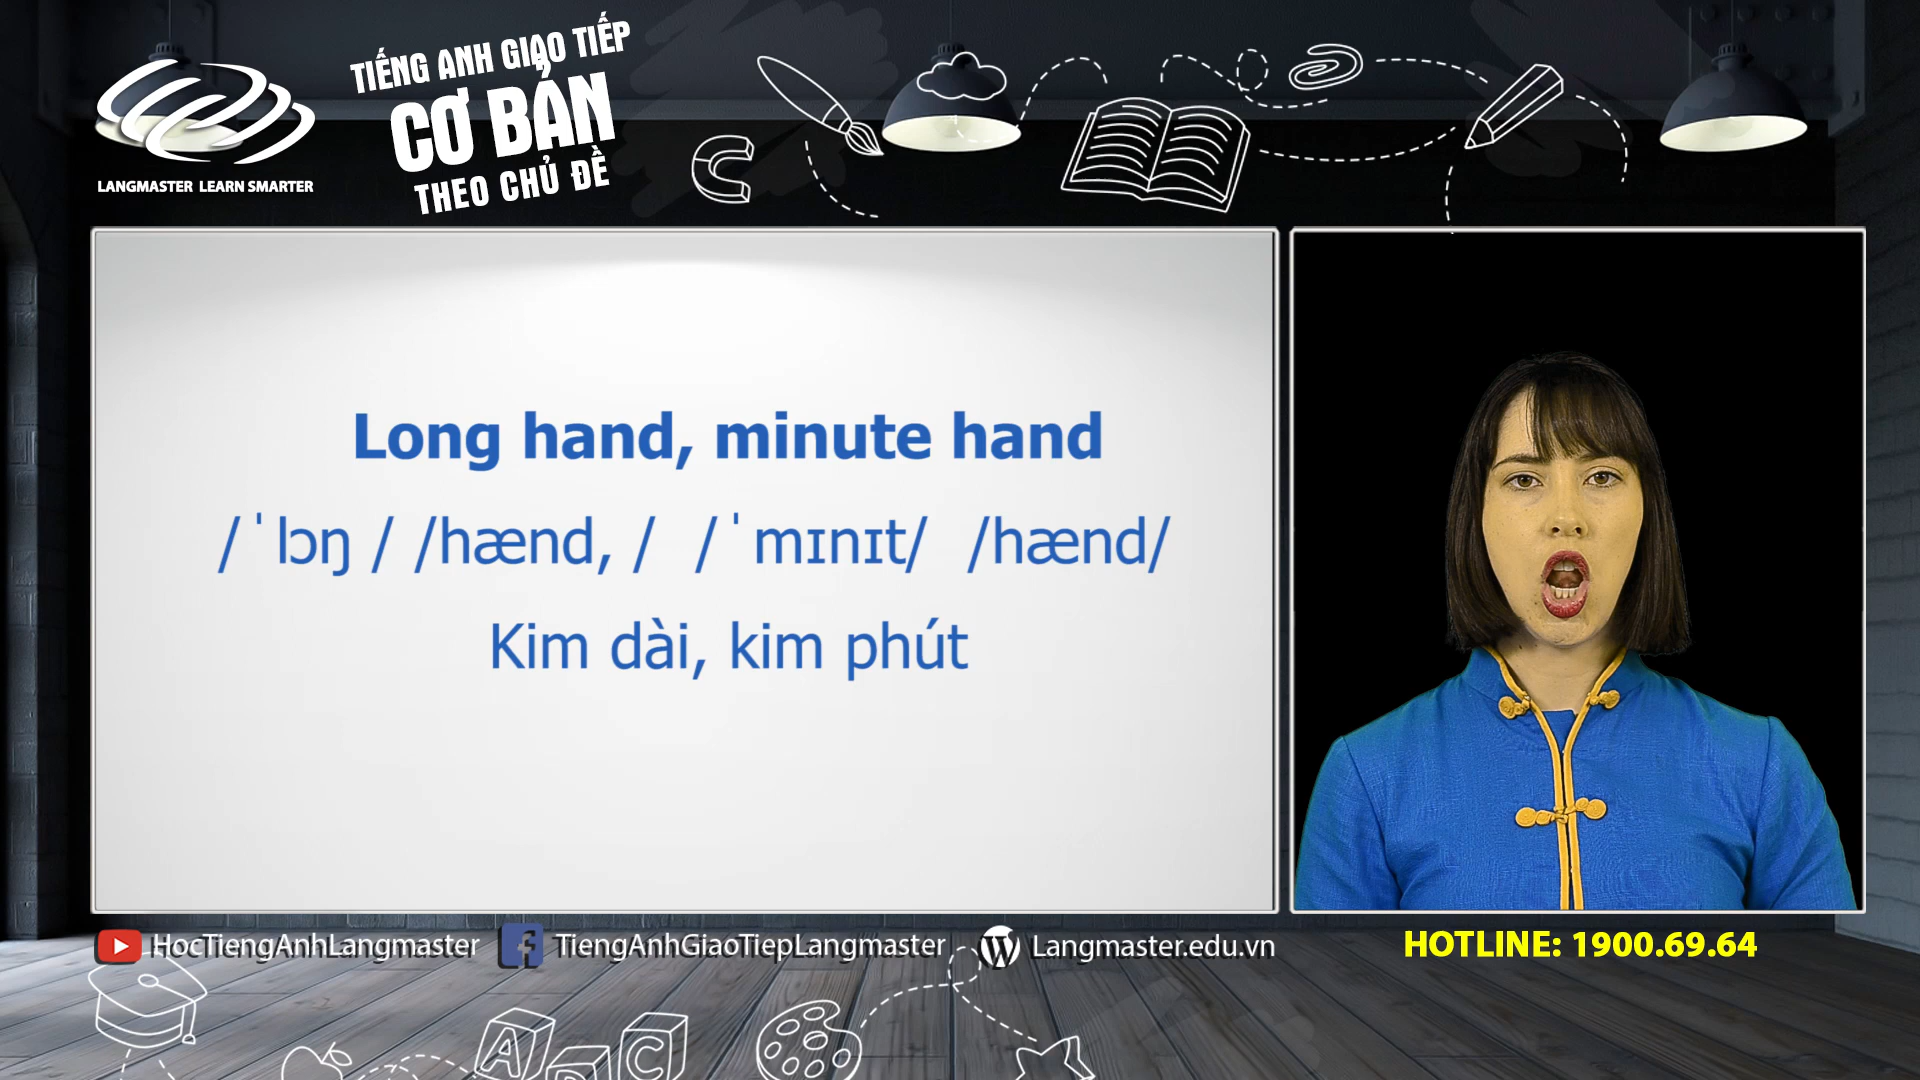 TIẾNG ANH GIAO TIẾP
CƠ BẢN
THEO CHỦ ĐỀ
LANGMASTER LEARN SMARTER
Long hand, minute hand
/ˈlɔŋ / /hænd, / /ˈmɪnɪt/ /hænd/
Kim dài, kim phút
HocTiengAnhLangmaster
TiengAnhGiaoTiepLangmaster
Langmaster.edu.vn
HOTLINE: 1900.69.64
A
C